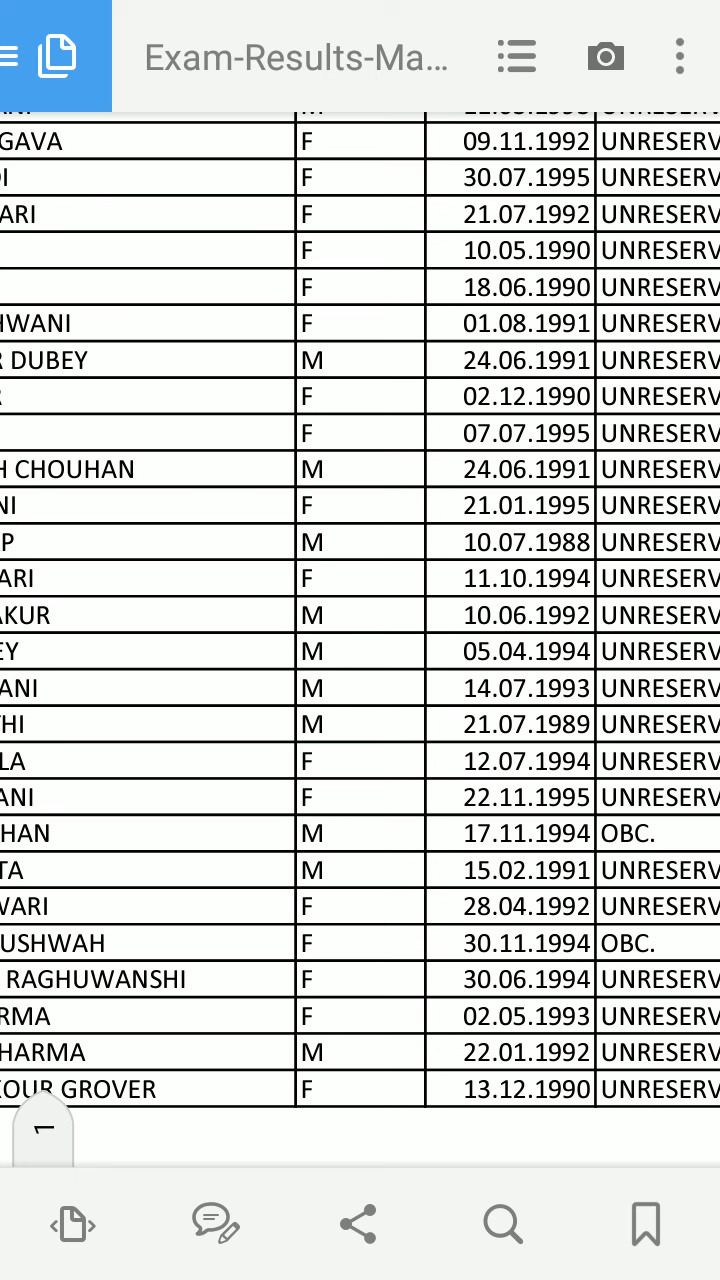 Exam-Results-Ma...
GAVA F 09.11.1992 UNRESERV
F 30.07.1995 UNRESERV
ARI F 21.07.1992 UNRESERV
F 10.05.1990 UNRESERV
F 18.06.1990 UNRESERV
HWANI F 01.08.1991 UNRESERV
R DUBEY M 24.06.1991 UNRESERV
R F 02.12.1990 UNRESERV
F 07.07.1995 UNRESERV
H CHOUHAN M 24.06.1991 UNRESERV
NI F 21.01.1995 UNRESERV
AP M 10.07.1988 UNRESERV
ARI F 11.10.1994 UNRESERV
AKUR M 10.06.1992 UNRESERV
EY M 05.04.1994 UNRESERV
ANI M 14.07.1993 UNRESERV
THI M 21.07.1989 UNRESERV
LA F 12.07.1994 UNRESERV
ANI F 22.11.1995 UNRESERV
HAN M 17.11.1994 OBC.
TA M 15.02.1991 UNRESERV
WARI F 28.04.1992 UNRESERV
USHWAH F 30.11.1994 OBC.
RAGHUWANSHI F 30.06.1994 UNRESERV
RMA F 02.05.1993 UNRESERV
HARMA M 22.01.1992 UNRESERV
KOUR GROVER F 13.12.1990 UNRESERV
1